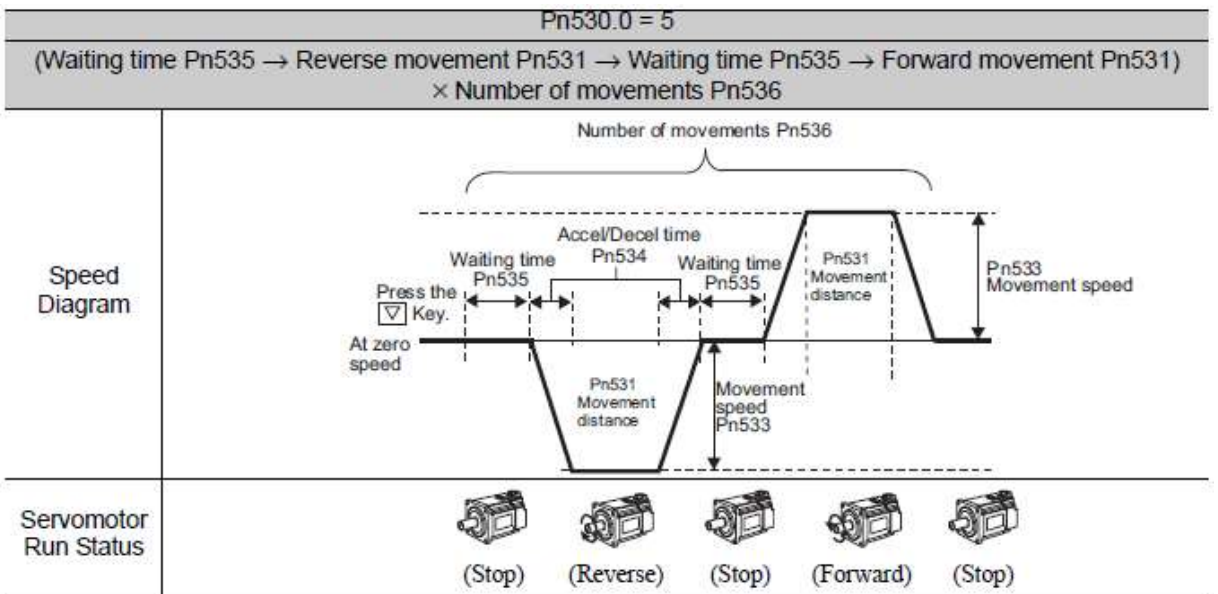 Pn530.0 = 5
(Waiting time Pn535 → Reverse movement Pn531 → Waiting time Pn535 → Forward movement Pn531)
× Number of movements Pn536
Speed
Diagram
Number of movements Pn536
Accel/Decel time
Pn534
Waiting time
Pn535
Waiting time
Pn535
Press the
▽ Key.
At zero
speed
Pn531
Movement
distance
Pn531
Movement
distance
Movement
speed
Pn533
Pn533
Movement speed
Servomotor
Run Status
(Stop) (Reverse) (Stop) (Forward) (Stop)